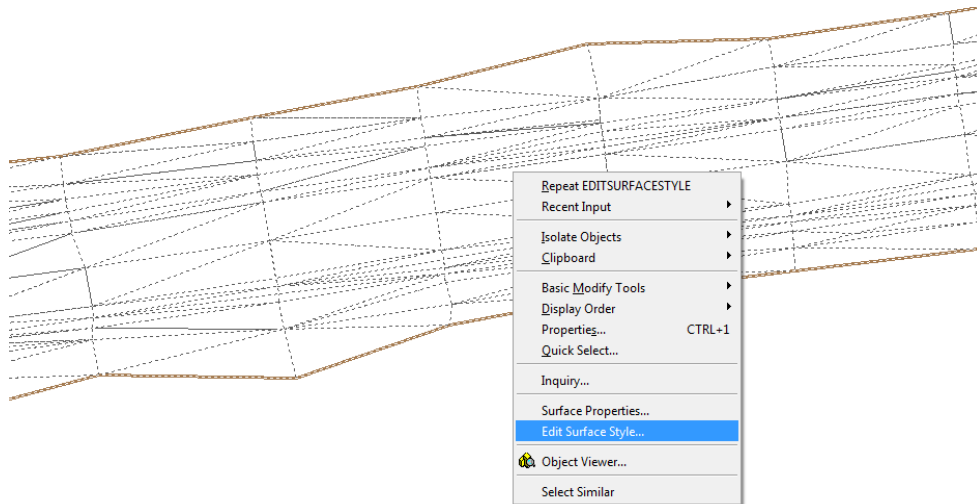 Repeat EDITSURFACESTYLE
Recent Input
Isolate Objects
Clipboard
Basic Modify Tools
Display Order
Properties... CTRL+1
Quick Select...
Inquiry...
Surface Properties...
Edit Surface Style...
Object Viewer...
Select Similar